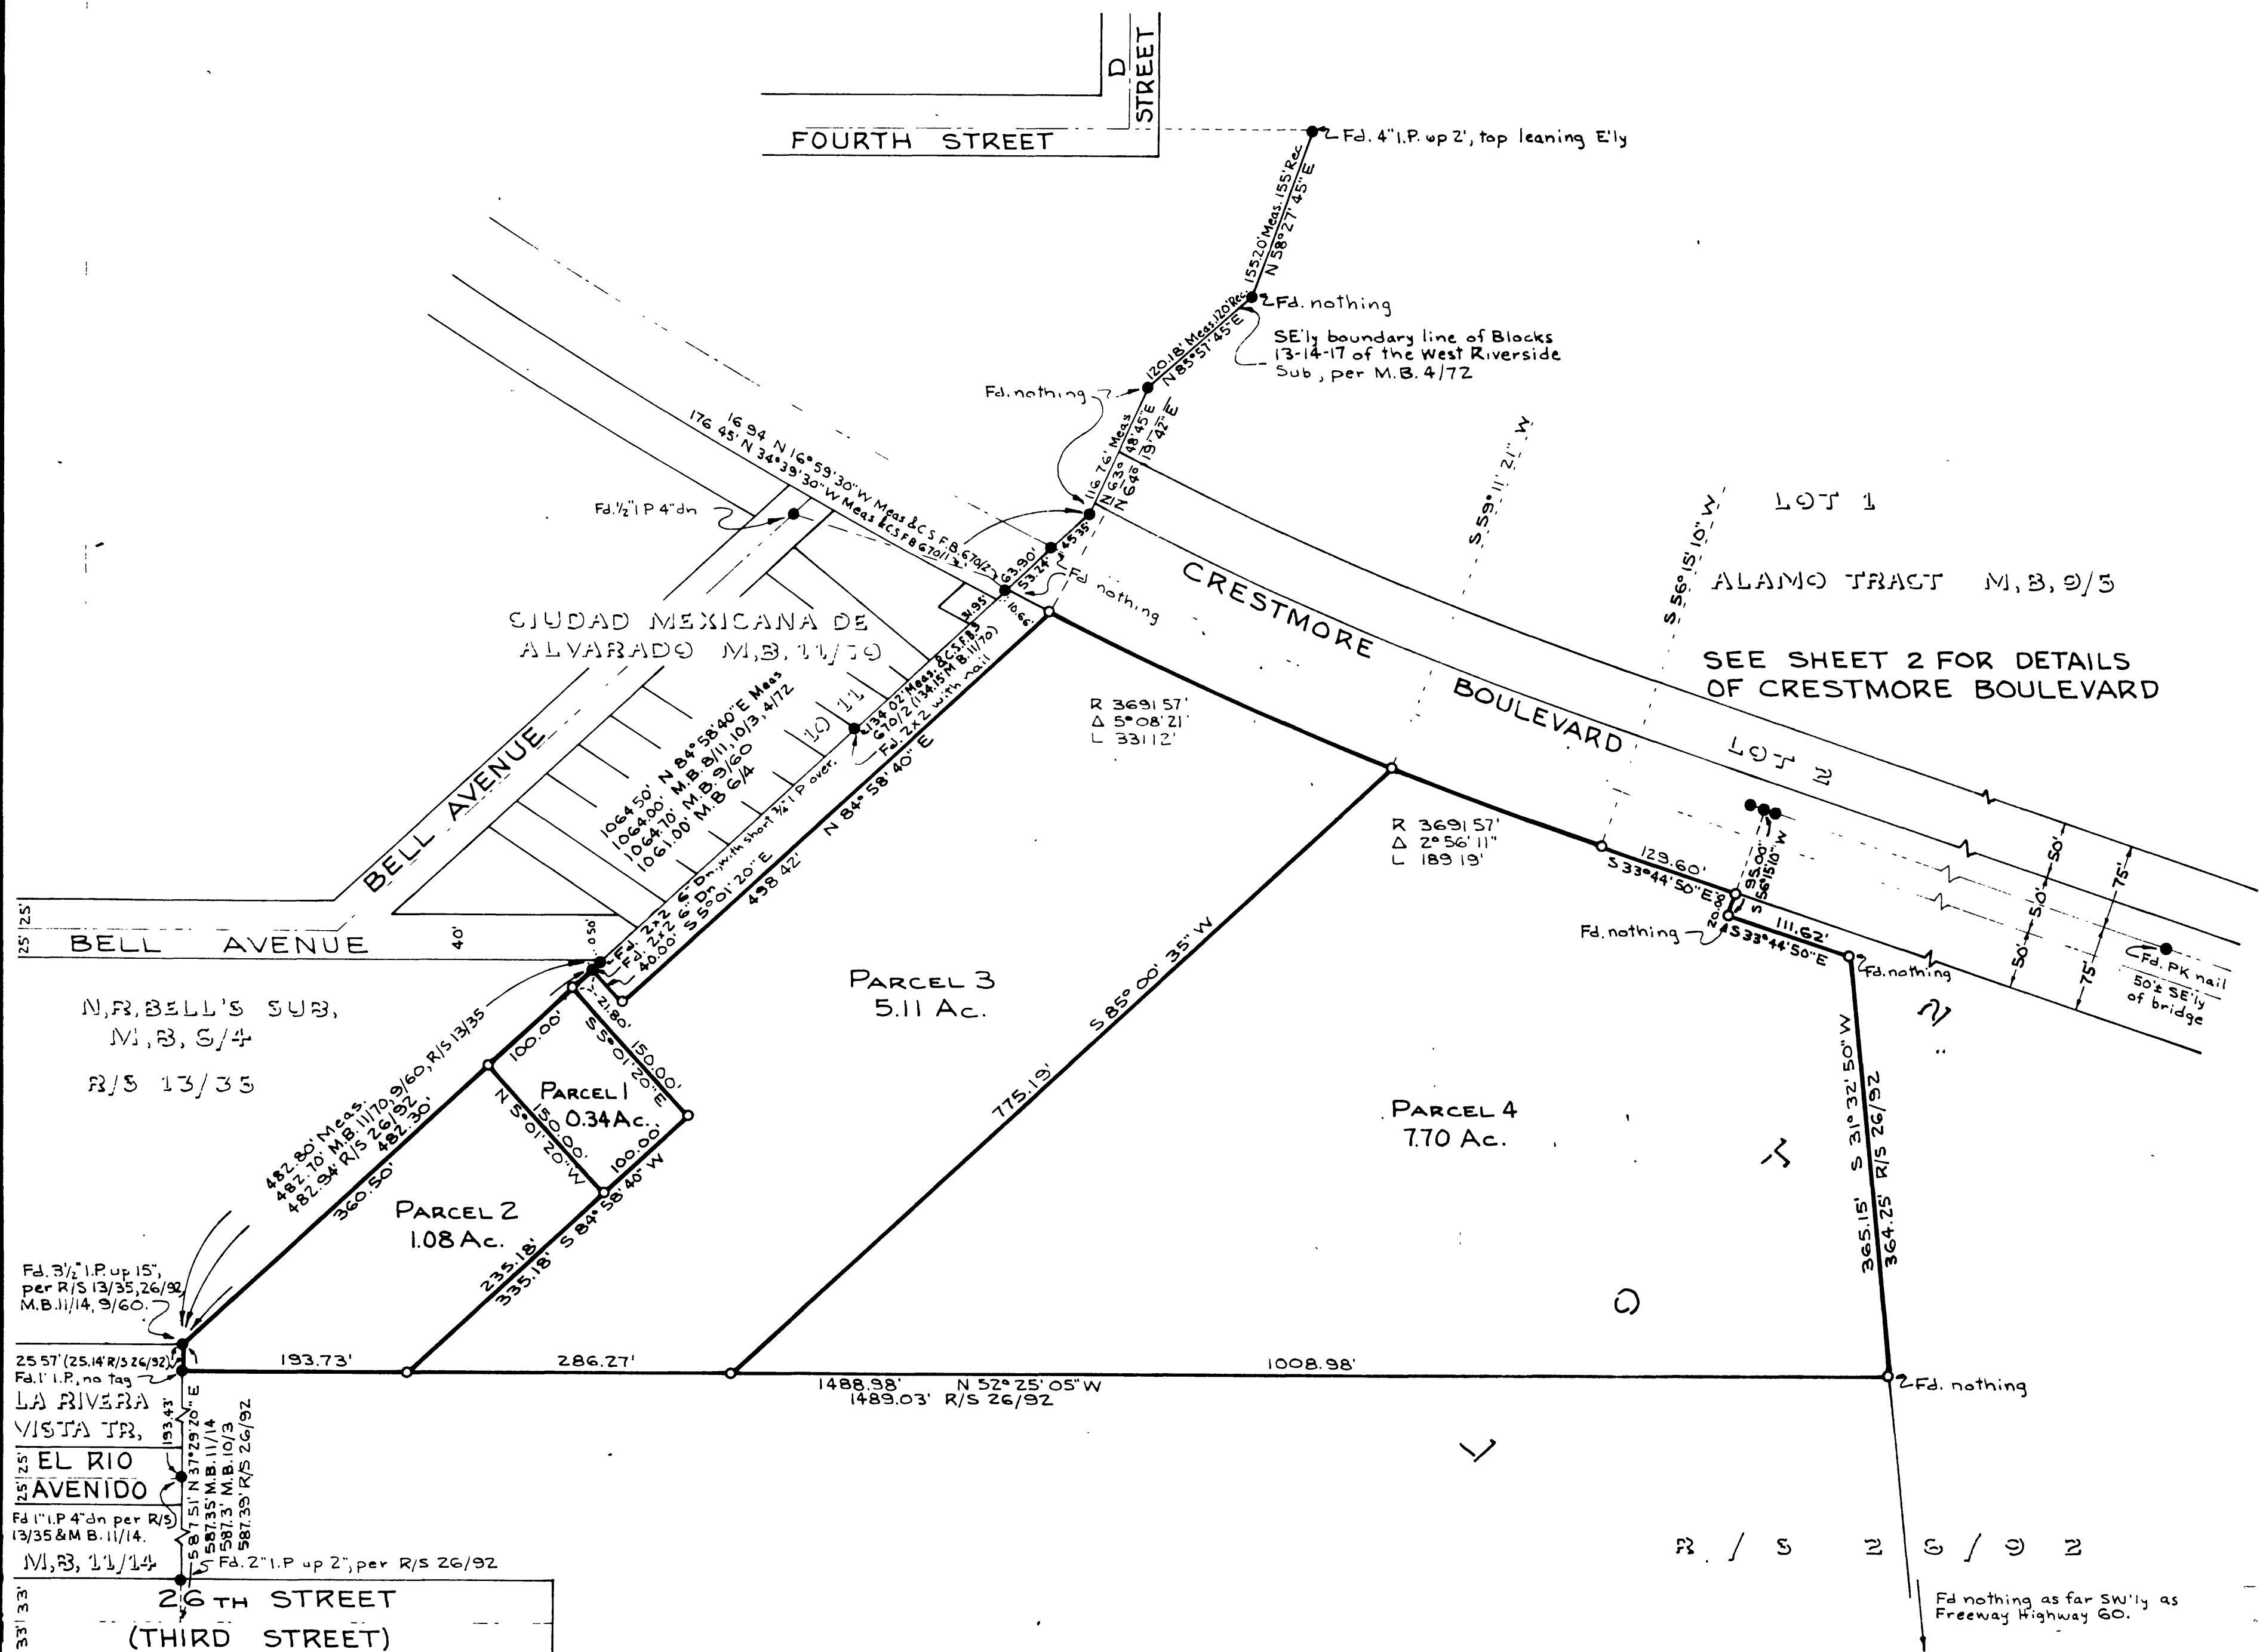 D
STREET
FOURTH STREET
Fd. 4" I.P. up 2', top leaning E'ly
155.20' Meas. 155' Rec.
N 58° 27' 45" E
Fd. nothing
120.18' Meas. 120' Rec.
N 85° 57' 45" E
SE'ly boundary line of Blocks
13-14-17 of the West Riverside
Sub, per M.B. 4/72
Fd. nothing
116 76' Meas
N 63° 48' 45" E
N 64° 19' 42" E
16 94 N 16° 59' 30" W Meas & C S F.B. 670/2
176 45' N 34° 39' 30" W Meas & C S F B 670/1
Fd. ½" I P 4" dn
S 59° 11' 21" W
S 56° 15' 10" W
LOT 1
ALAMO TRACT M.B. 9/5
SEE SHEET 2 FOR DETAILS
OF CRESTMORE BOULEVARD
CRESTMORE
BOULEVARD
LOT 2
63.90'
45.35'
53.24'
Fd nothing
31.95'
10.66'
CIUDAD MEXICANA DE
ALVARADO M.B. 11/70
134 02' Meas. & C.S.F.B.
670/2 (134.15' M B. 11/70)
Fd. 2x2 with nail
10 11
1064 50' N 84° 58' 40" E Meas
1064.00' M.B. 8/11, 10/3, 4/72
1064.70' M.B. 9/60
1061.00' M.B 6/4
N 84° 58' 40" E
498 42'
BELL AVENUE
Fd. 2x2 6" Dn., with short ¾" I P over.
Fd. 2x2 6" Dn.
S 5° 01' 20" E
40.00'
R 3691 57'
Δ 5° 08' 21"
L 331 12'
R 3691 57'
Δ 2° 56' 11"
L 189 19'
129.60'
S 33° 44' 50" E
95.00'
S 56° 15' 10" W
20.00'
111.62'
S 33° 44' 50" E
Fd. nothing
Fd. nothing
50'
50'
50'
75'
75'
Fd. PK nail
50'± SE'ly
of bridge
25' 25'
BELL AVENUE
40'
0 50'
N.R. BELL'S SUB.
M.B. 6/4
R/S 13/35
21.80'
100.00'
S 5° 01' 20" E
150.00'
PARCEL 1
0.34 Ac.
N 5° 01' 20" W
150.00'
100.00'
S 84° 58' 40" W
PARCEL 3
5.11 Ac.
S 85° 00' 35" W
775.19'
PARCEL 4
7.70 Ac.
365.15' S 31° 32' 50" W
364.25' R/S 26/92
482.80' Meas.
482.70' M.B. 11/70, 9/60, R/S 13/35
482.94' R/S 26/92
482.30'
360.50'
PARCEL 2
1.08 Ac.
235.18'
335.18'
Fd. 3½" I.P. up 15",
per R/S 13/35, 26/92,
M.B. 11/14, 9/60.
25 57' (25.14' R/S 26/92)
Fd. 1" I.P., no tag
193.73'
286.27'
1008.98'
1488.98' N 52° 25' 05" W
1489.03' R/S 26/92
Fd. nothing
LA RIVERA
VISTA TR.
193.43'
25' 25'
EL RIO
AVENIDO
Fd 1" I.P 4" dn per R/S
13/35 & M B. 11/14.
M.B. 11/14
587 51' N 37° 29' 20" E
587.35' M.B. 11/14
587.3' M.B. 10/3
587.39' R/S 26/92
Fd. 2" I.P up 2", per R/S 26/92
33' 33'
26TH STREET
(THIRD STREET)
R / S 26 / 92
Fd nothing as far SW'ly as
Freeway Highway 60.